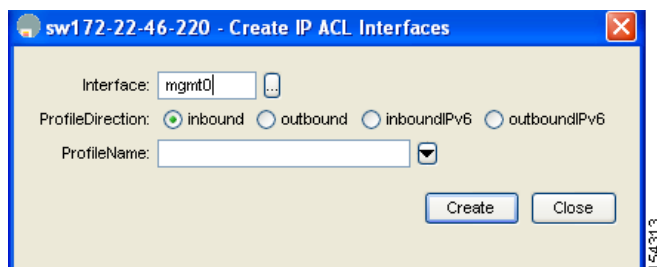 sw172-22-46-220 - Create IP ACL Interfaces
Interface: mgmt0 ...
ProfileDirection: inbound outbound inboundIPv6 outboundIPv6
ProfileName:
Create Close
154313